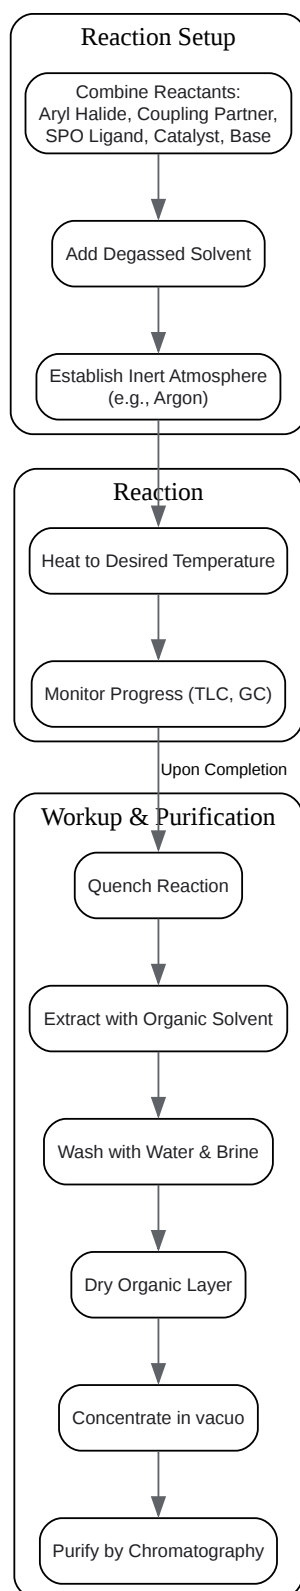 Reaction Setup
Combine Reactants:
Aryl Halide, Coupling Partner,
SPO Ligand, Catalyst, Base
Add Degassed Solvent
Establish Inert Atmosphere
(e.g., Argon)
Reaction
Heat to Desired Temperature
Monitor Progress (TLC, GC)
Upon Completion
Workup & Purification
Quench Reaction
Extract with Organic Solvent
Wash with Water & Brine
Dry Organic Layer
Concentrate in vacuo
Purify by Chromatography